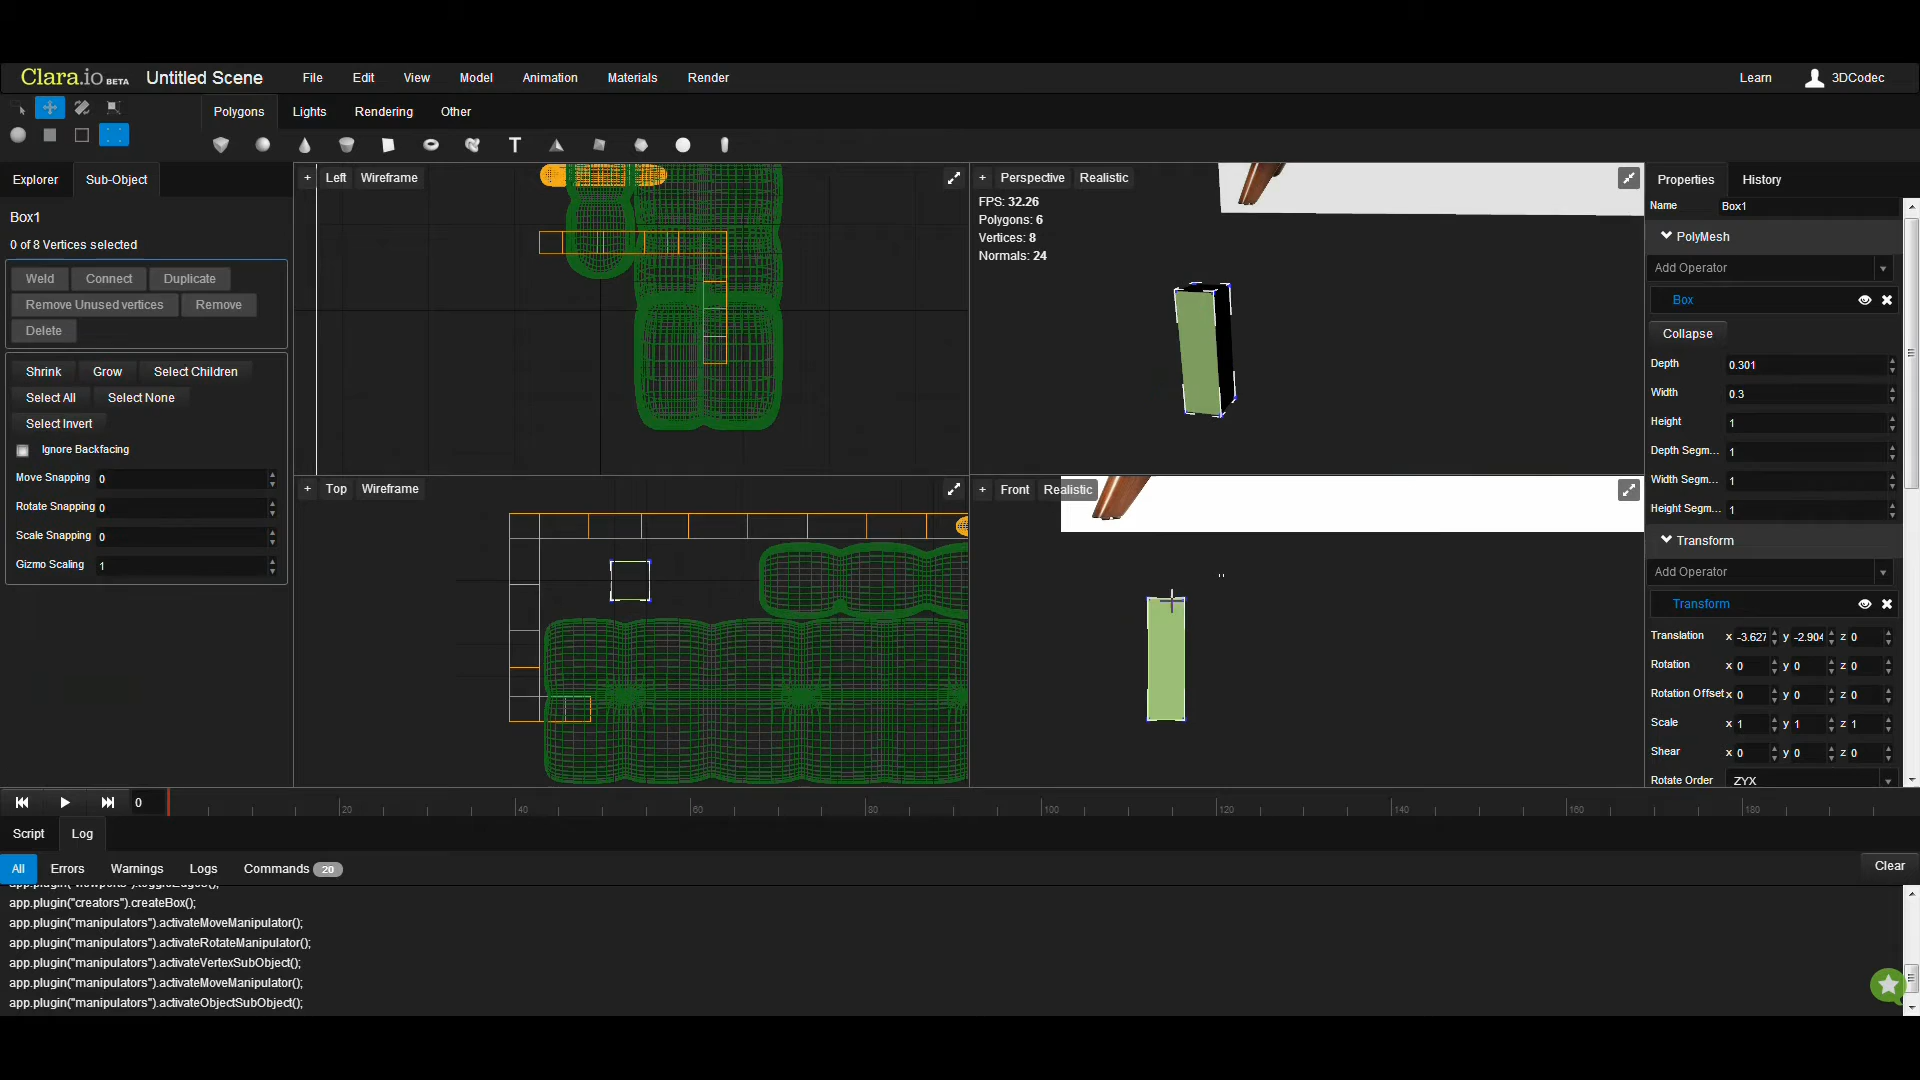 Clara.io BETA Untitled Scene File Edit View Model Animation Materials Render Learn 3DCodec
Polygons Lights Rendering Other
Explorer Sub-Object
Box1
0 of 8 Vertices selected
Weld Connect Duplicate
Remove Unused vertices Remove
Delete
Shrink Grow Select Children
Select All Select None
Select Invert
Ignore Backfacing
Move Snapping 0
Rotate Snapping 0
Scale Snapping 0
Gizmo Scaling 1
+ Left Wireframe
+ Perspective Realistic
FPS: 32.26
Polygons: 6
Vertices: 8
Normals: 24
+ Top Wireframe
+ Front Realistic
Properties History
Name Box1
PolyMesh
Add Operator
Box
Collapse
Depth 0.301
Width 0.3
Height 1
Depth Segm... 1
Width Segm... 1
Height Segm... 1
Transform
Add Operator
Transform
Translation x -3.627 y -2.904 z 0
Rotation x 0 y 0 z 0
Rotation Offset x 0 y 0 z 0
Scale x 1 y 1 z 1
Shear x 0 y 0 z 0
Rotate Order ZYX
0 20 40 60 80 100 120 140 160 180
Script Log
All Errors Warnings Logs Commands 20 Clear
app.plugin("viewports").toggleEdges();
app.plugin("creators").createBox();
app.plugin("manipulators").activateMoveManipulator();
app.plugin("manipulators").activateRotateManipulator();
app.plugin("manipulators").activateVertexSubObject();
app.plugin("manipulators").activateMoveManipulator();
app.plugin("manipulators").activateObjectSubObject();